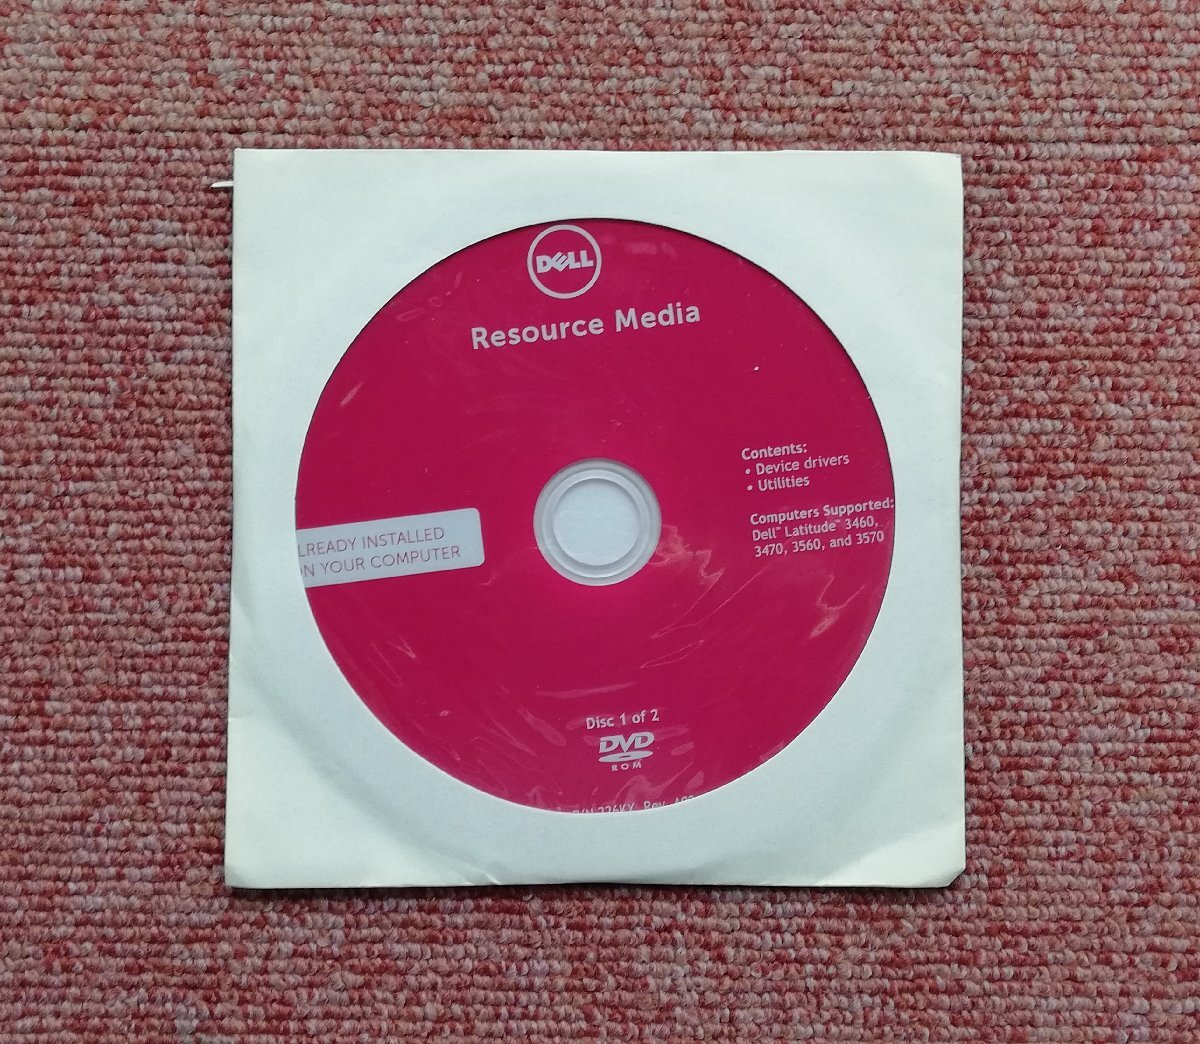 DELL
Resource Media
Contents:
• Device drivers
• Utilities
Computers Supported:
Dell™ Latitude™ 3460,
3470, 3560, and 3570
LREADY INSTALLED
N YOUR COMPUTER
Disc 1 of 2
DVD
ROM
Rev.